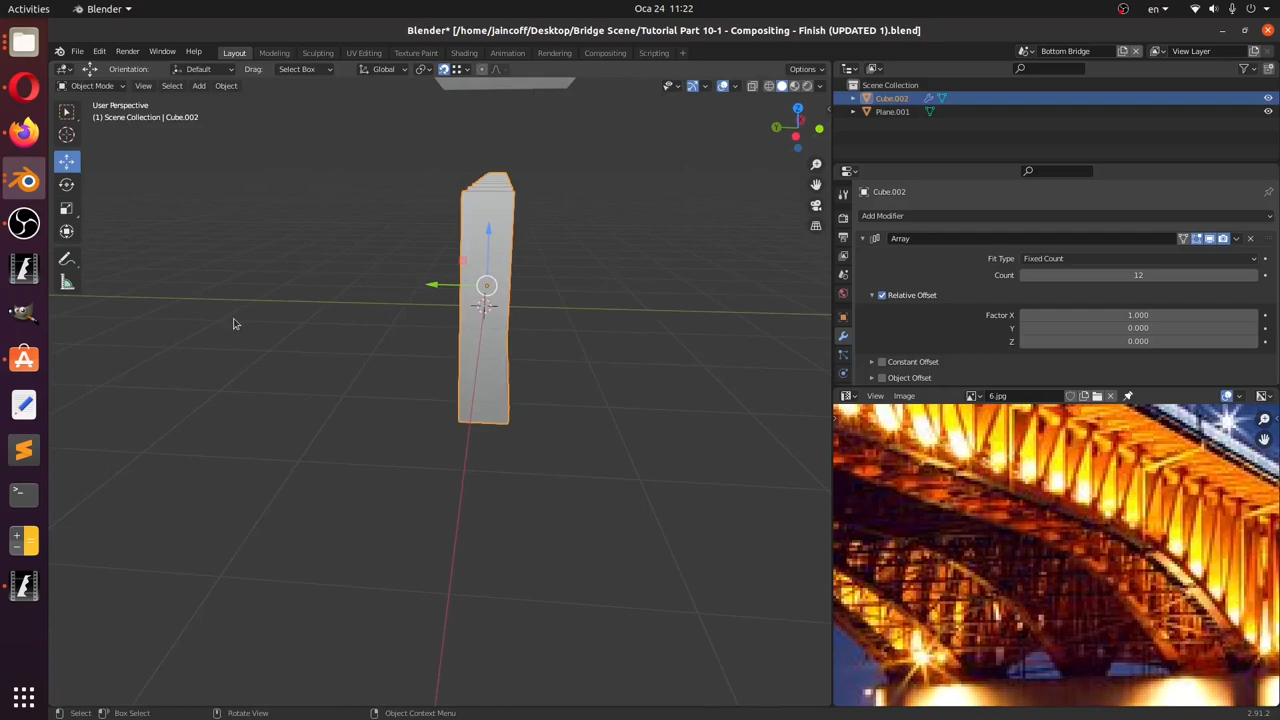 Activities
Blender
Oca 24 11:22
en
Blender* [/home/jaincoff/Desktop/Bridge Scene/Tutorial Part 10-1 - Compositing - Finish (UPDATED 1).blend]
File Edit Render Window Help Layout Modeling Sculpting UV Editing Texture Paint Shading Animation Rendering Compositing Scripting + Bottom Bridge View Layer
Orientation: Default Drag: Select Box Global Options
Object Mode View Select Add Object
User Perspective
(1) Scene Collection | Cube.002
Scene Collection
Cube.002
Plane.001
Cube.002
Add Modifier
Array
Fit Type Fixed Count
Count 12
Relative Offset
Factor X 1.000
Y 0.000
Z 0.000
Constant Offset
Object Offset
View Image 6.jpg
Select Box Select Rotate View Object Context Menu 2.91.2